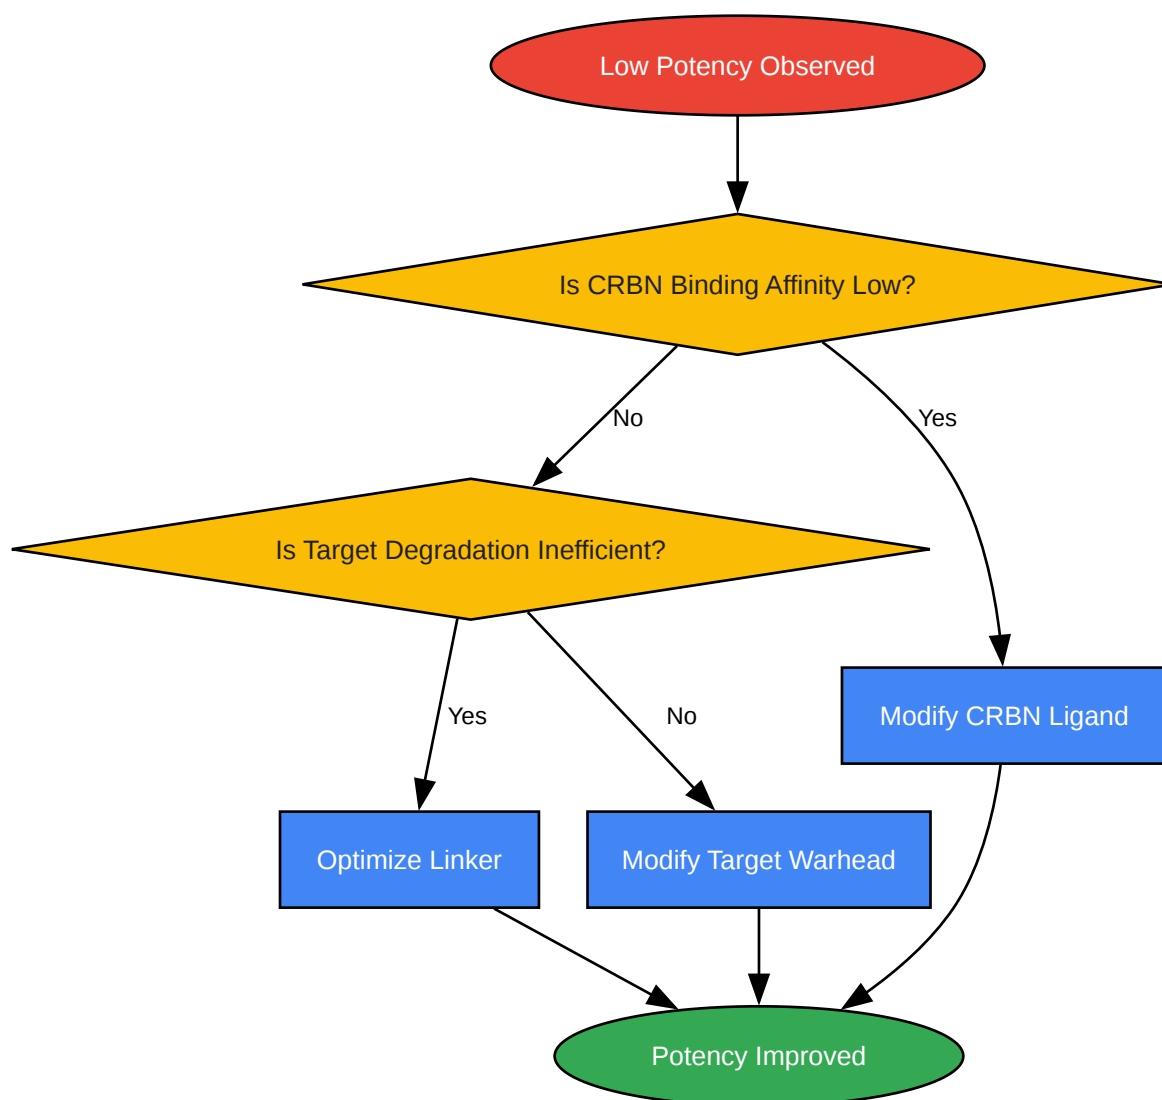 Low Potency Observed
Is CRBN Binding Affinity Low?
No
Yes
Is Target Degradation Inefficient?
Yes
No
Modify CRBN Ligand
Optimize Linker
Modify Target Warhead
Potency Improved